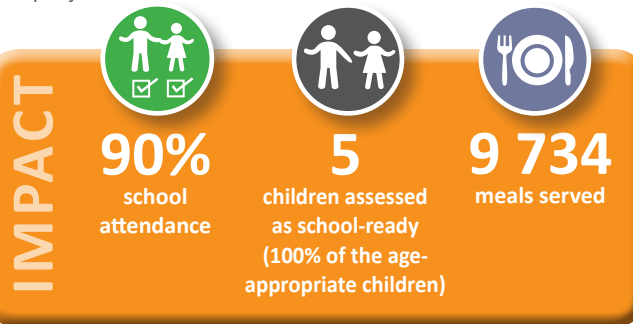 IMPACT
90%
school
attendance
5
children assessed
as school-ready
(100% of the age-
appropriate children)
9 734
meals served